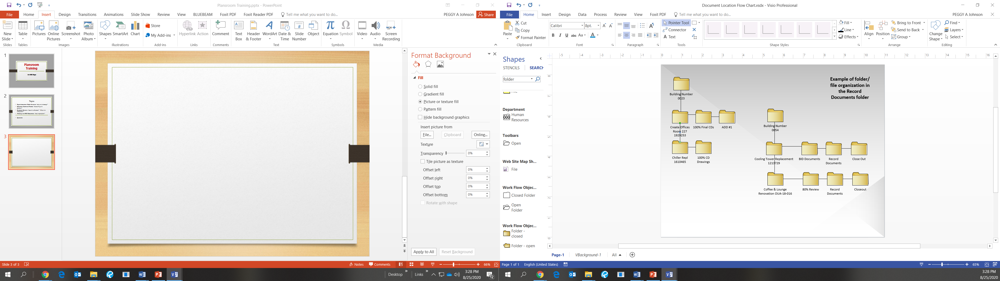 Plansroom Training.pptx - PowerPoint
File Home Insert Design Transitions Animations Slide Show Review View BLUEBEAM Foxit PDF Foxit Reader PDF Tell me what you want to do... PEGGY A JOHNSON Share
New Slide Table Pictures Online Pictures Screenshot Photo Album Shapes SmartArt Chart Store My Add-ins Hyperlink Action Comment Text Box Header & Footer WordArt Date & Time Slide Number Object Equation Symbol Video Audio Screen Recording
Slides Tables Images Illustrations Add-ins Links Comments Text Symbols Media
1
Plansroom
Training
2
Topics
Questions
3
Format Background
Fill
Solid fill
Gradient fill
Picture or texture fill
Pattern fill
Hide background graphics
Insert picture from
File... Clipboard Online...
Texture
Transparency 0%
Tile picture as texture
Offset left 0%
Offset right 0%
Offset top 0%
Offset bottom 0%
Rotate with shape
Apply to All Reset Background
Slide 3 of 3 Notes Comments 66%
Desktop Links 3:28 PM
8/25/2020 12
Document Location Flow Chart.vsdx - Visio Professional
File Home Insert Design Data Process Review View Foxit PDF Tell me what you want to do... PEGGY A JOHNSON
Paste Cut Copy Format Painter
Calibri 8pt. A A
B I U abc Aa A
Pointer Tool
Connector
A Text
Fill
Line
Effects
Align Position
Bring to Front
Send to Back
Group
Change Shape
Find
Layers
Select
Clipboard Font Paragraph Tools Shape Styles Arrange Editing
Shapes
STENCILS SEARCH
folder
File
Department
Human
Resources
Toolbars
Open
Web Site Map Sh...
File
Work Flow Objec...
Closed Folder
Open
Folder
Work Flow Objec...
Folder -
closed
Folder - open
-5 -4 -3 -2 -1 0 1 2 3 4 5 6 7 8 9 10 11 12 13 14 15 16
8
7
6
5
4
3
2
1
0
Example of folder/
file organization in
the Record
Documents folder
Building Number
0023
Create Offices
Room 227
1929253
100% Final CDs
ADD #1
Chiller Repl
1610465
100% CD
Drawings
Building Number
0054
Cooling Tower Replacement
1213729
BID Documents
Record
Documents
Close Out
Coffee & Lounge
Renovation OUA-18-016
80% Review
Record
Documents
Closeout
Page-1 VBackground-1 All
Page 1 of 1 English (United States) 65%
3:28 PM
8/25/2020